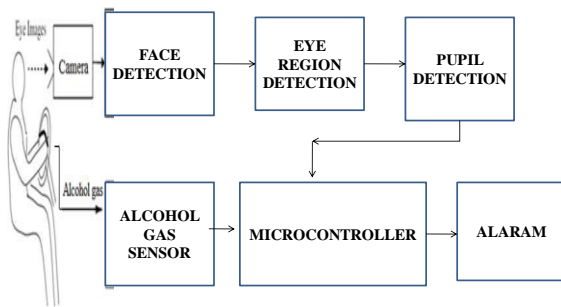 Eye Images
Camera
FACE
DETECTION
EYE
REGION
DETECTION
PUPIL
DETECTION
Alcohol gas
ALCOHOL
GAS
SENSOR
MICROCONTROLLER
ALARAM